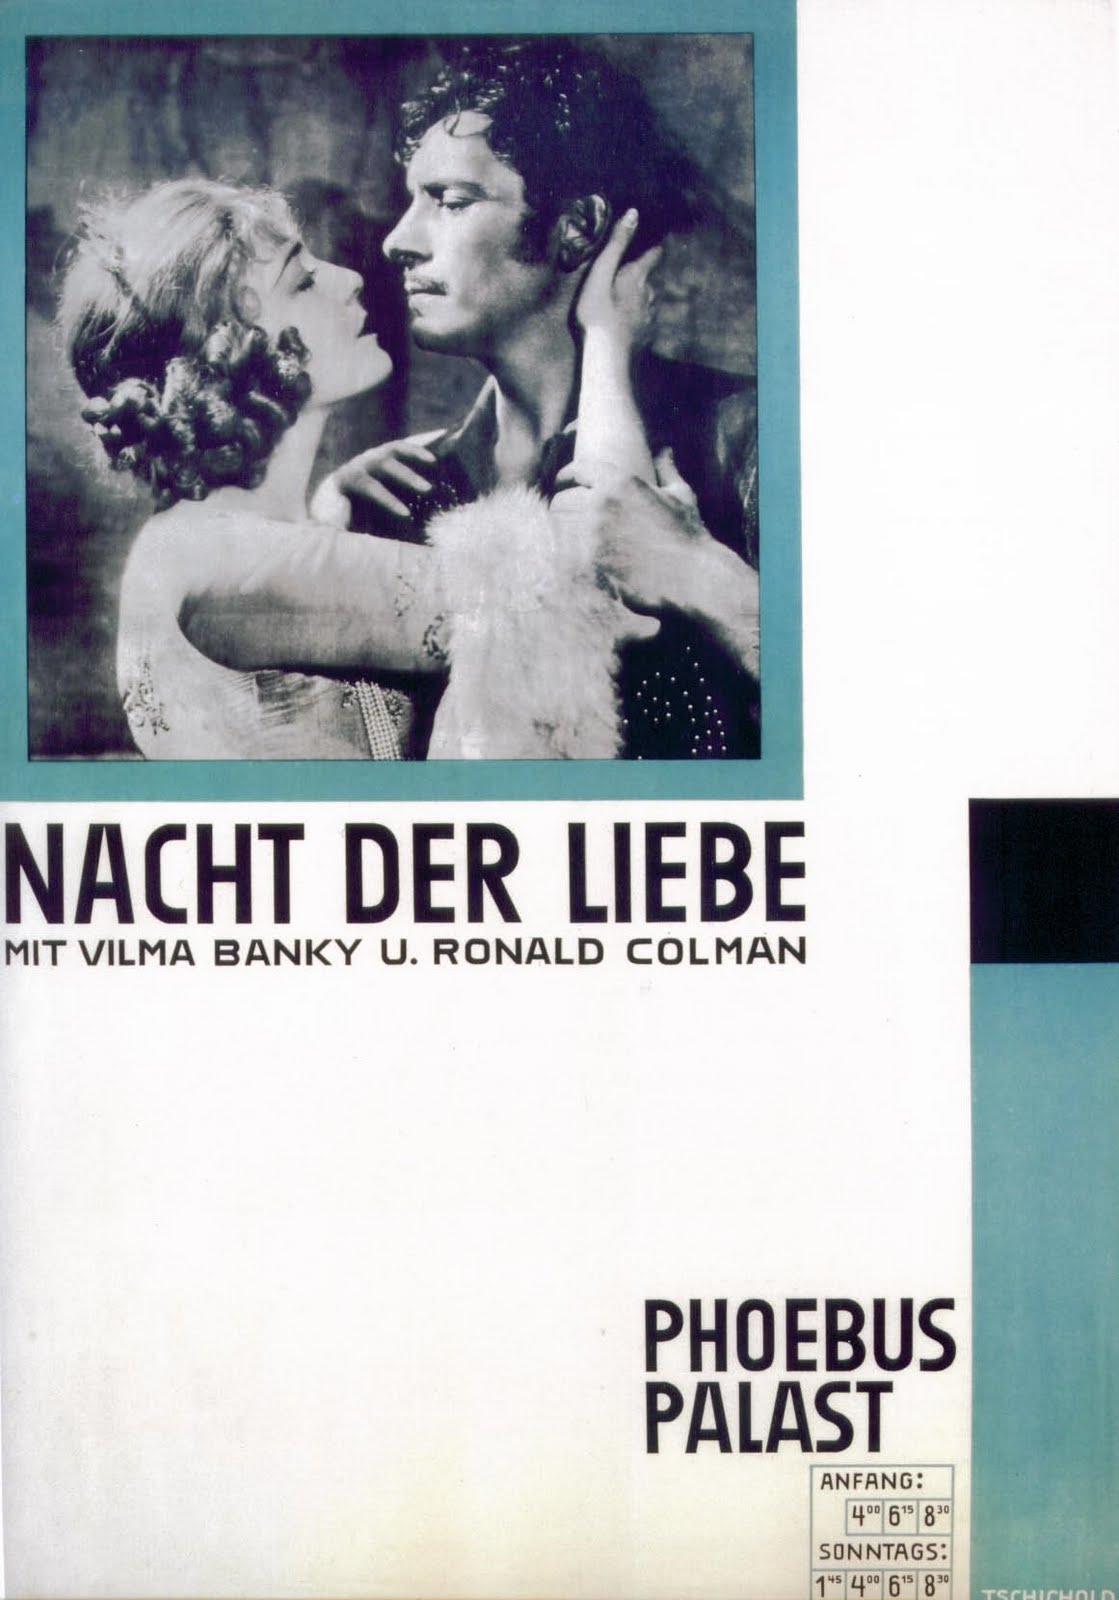 NACHT DER LIEBE
MIT VILMA BANKY U. RONALD COLMAN
PHOEBUS
PALAST
ANFANG:
4⁰⁰ 6¹⁵ 8³⁰
SONNTAGS:
1⁴⁵ 4⁰⁰ 6¹⁵ 8³⁰
TSCHICHOLD